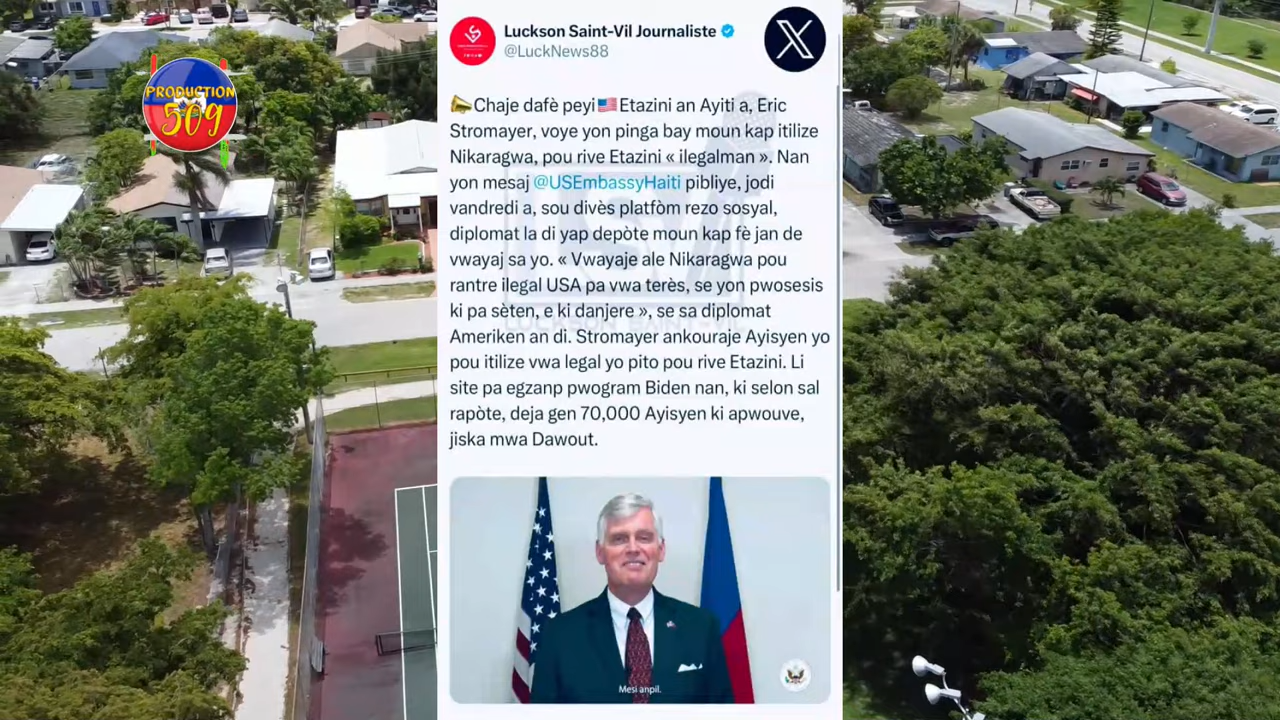 PRODUCTION
509
Luckson Saint-Vil Journaliste
@LuckNews88
Chaje dafè peyi🇺🇸Etazini an Ayiti a, Eric
Stromayer, voye yon pinga bay moun kap itilize
Nikaragwa, pou rive Etazini « ilegalman ». Nan
yon mesaj @USEmbassyHaiti pibliye, jodi
vandredi a, sou divès platfòm rezo sosyal,
diplomat la di yap depòte moun kap fè jan de
vwayaj sa yo. « Vwayaje ale Nikaragwa pou
rantre ilegal USA pa vwa terès, se yon pwosesis
ki pa sèten, e ki danjere », se sa diplomat
Ameriken an di. Stromayer ankouraje Ayisyen yo
pou itilize vwa legal yo pito pou rive Etazini. Li
site pa egzanp pwogram Biden nan, ki selon sal
rapòte, deja gen 70,000 Ayisyen ki apwouve,
jiska mwa Dawout.
LUCKSON SAINT-VIL
Mesi anpil.